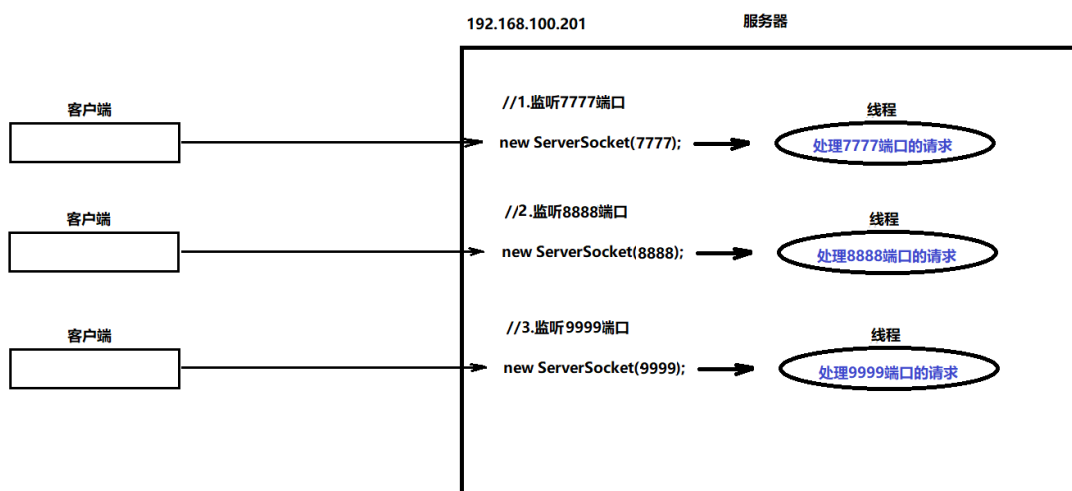 192.168.100.201
服务器
客户端
//1.监听7777端口
new ServerSocket(7777);
线程
处理7777端口的请求
客户端
//2.监听8888端口
new ServerSocket(8888);
线程
处理8888端口的请求
客户端
//3.监听9999端口
new ServerSocket(9999);
线程
处理9999端口的请求